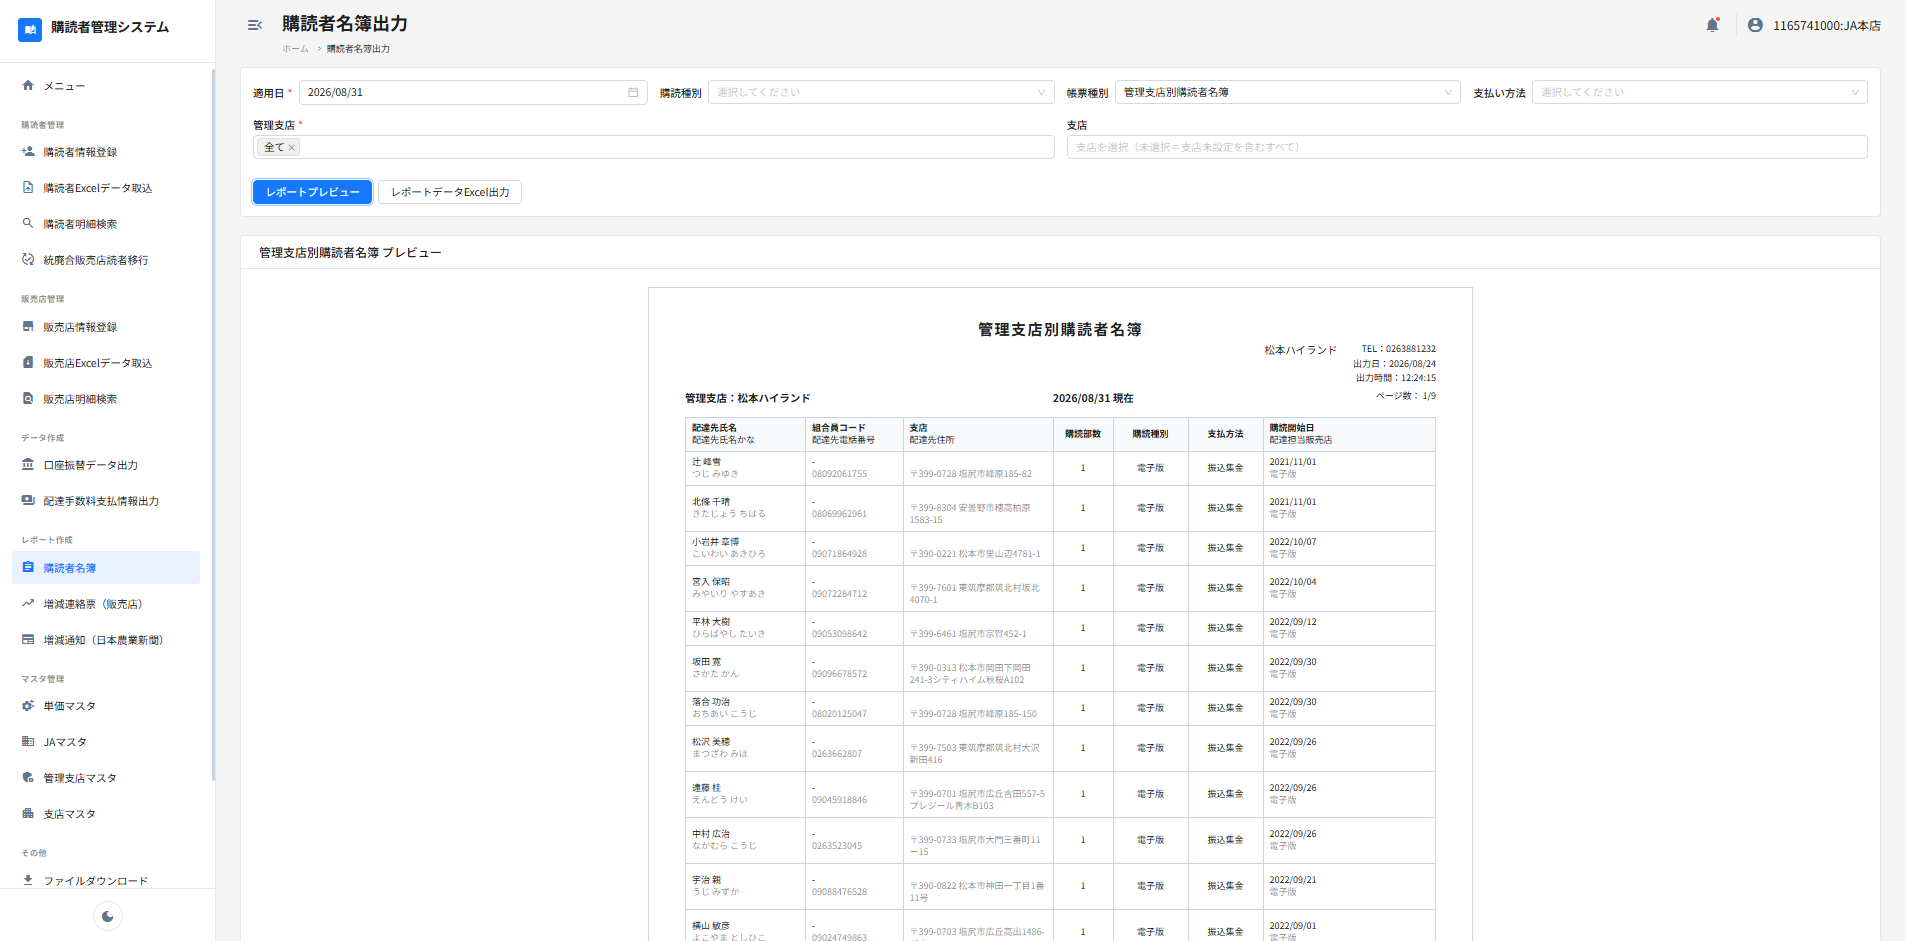 購読者管理システム
メニュー
購読者管理
購読者情報登録
購読者Excelデータ取込
購読者明細検索
統廃合販売店読者移行
販売店管理
販売店情報登録
販売店Excelデータ取込
販売店明細検索
データ作成
口座振替データ出力
配達手数料支払情報出力
レポート作成
購読者名簿
増減連絡票（販売店）
増減通知（日本農業新聞）
マスタ管理
単価マスタ
JAマスタ
管理支店マスタ
支店マスタ
その他
ファイルダウンロード
購読者名簿出力
ホーム > 購読者名簿出力
1165741000:JA本店
適用日 * 2026/08/31 購読種別 選択してください 帳票種別 管理支店別購読者名簿 支払い方法 選択してください
管理支店 * 支店
全て × 支店を選択（未選択＝支店未設定を含むすべて）
レポートプレビュー レポートデータExcel出力
管理支店別購読者名簿 プレビュー
管理支店別購読者名簿
松本ハイランド TEL：0263881232
出力日：2026/08/24
出力時間：12:24:15
管理支店：松本ハイランド 2026/08/31 現在 ページ数： 1/9
配達先氏名 組合員コード 支店 購読部数 購読種別 支払方法 購読開始日
配達先氏名かな 配達先電話番号 配達先住所 配達担当販売店
辻 峰雪 - 1 電子版 振込集金 2021/11/01
つじ みゆき 08092061755 〒399-0728 塩尻市峰原185-82 電子版
北條 千晴 - 1 電子版 振込集金 2021/11/01
きたじょう ちはる 08069962961 〒399-8304 安曇野市穂高柏原 電子版
1583-15
小岩井 章博 - 1 電子版 振込集金 2022/10/07
こいわい あきひろ 09071864928 〒390-0221 松本市里山辺4781-1 電子版
宮入 保昭 - 1 電子版 振込集金 2022/10/04
みやいり やすあき 09072284712 〒399-7601 東筑摩郡筑北村坂北 電子版
4070-1
平林 大樹 - 1 電子版 振込集金 2022/09/12
ひらばやし たいき 09053098642 〒399-6461 塩尻市宗賀452-1 電子版
坂田 寛 - 1 電子版 振込集金 2022/09/30
さかた かん 09096678572 〒390-0313 松本市岡田下岡田 電子版
241-3シティハイム秋桜A102
落合 功治 - 1 電子版 振込集金 2022/09/30
おちあい こうじ 08020125047 〒399-0728 塩尻市峰原185-150 電子版
松沢 美穂 - 1 電子版 振込集金 2022/09/26
まつざわ みほ 0263662807 〒399-7503 東筑摩郡筑北村大沢 電子版
新田416
遠藤 桂 - 1 電子版 振込集金 2022/09/26
えんどう けい 09045918846 〒399-0701 塩尻市広丘吉田557-5 電子版
プレジール青木B103
中村 広治 - 1 電子版 振込集金 2022/09/26
なかむら こうじ 0263523045 〒399-0733 塩尻市大門三番町11 電子版
ー15
宇治 親 - 1 電子版 振込集金 2022/09/21
うじ みずか 09088476528 〒390-0822 松本市神田一丁目1番 電子版
11号
横山 敏彦 - 1 電子版 振込集金 2022/09/01
よこやま としひこ 09024749863 〒399-0703 塩尻市広丘高出1486- 電子版